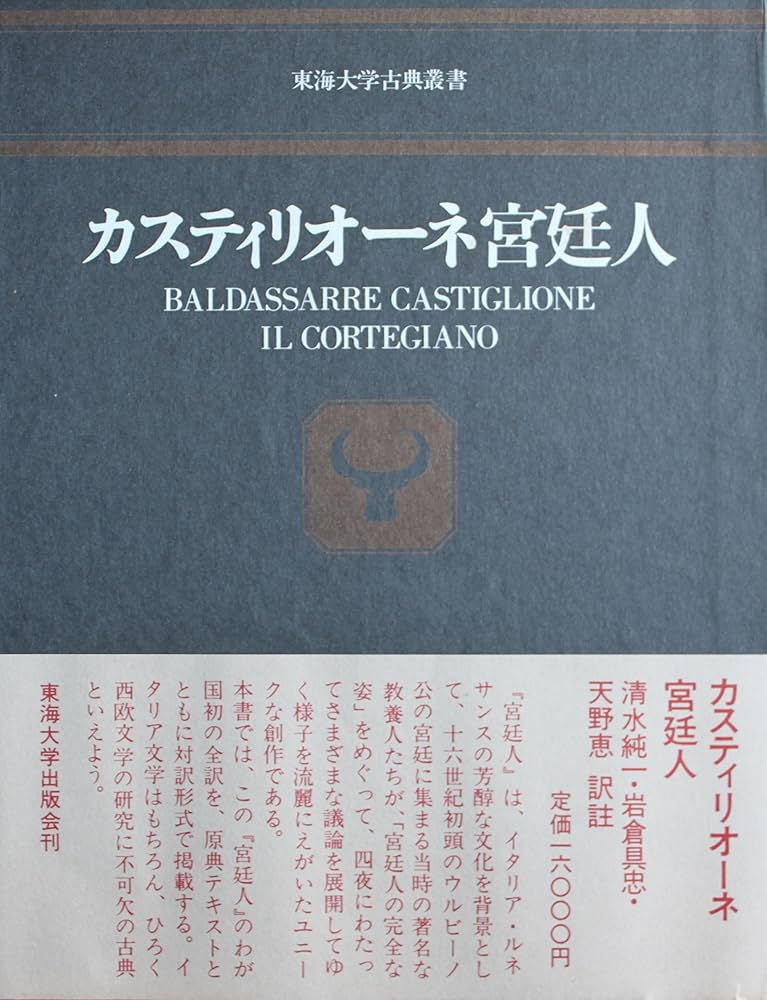 東海大学古典叢書
カスティリオーネ宮廷人
BALDASSARRE CASTIGLIONE
IL CORTEGIANO
カスティリオーネ
宮廷人
清水純一・岩倉具忠・
天野恵 訳註
定価一六〇〇〇円
『宮廷人』は、イタリア・ルネ
サンスの芳醇な文化を背景とし
て、十六世紀初頭のウルビーノ
公の宮廷に集まる当時の著名な
教養人たちが、「宮廷人の完全な
姿」をめぐって、四夜にわたっ
てさまざまな議論を展開してゆ
く様子を流麗にえがいたユニー
クな創作である。
本書では、この『宮廷人』のわが
国初の全訳を、原典テキストと
ともに対訳形式で掲載する。イ
タリア文学はもちろん、ひろく
西欧文学の研究に不可欠の古典
といえよう。
東海大学出版会刊